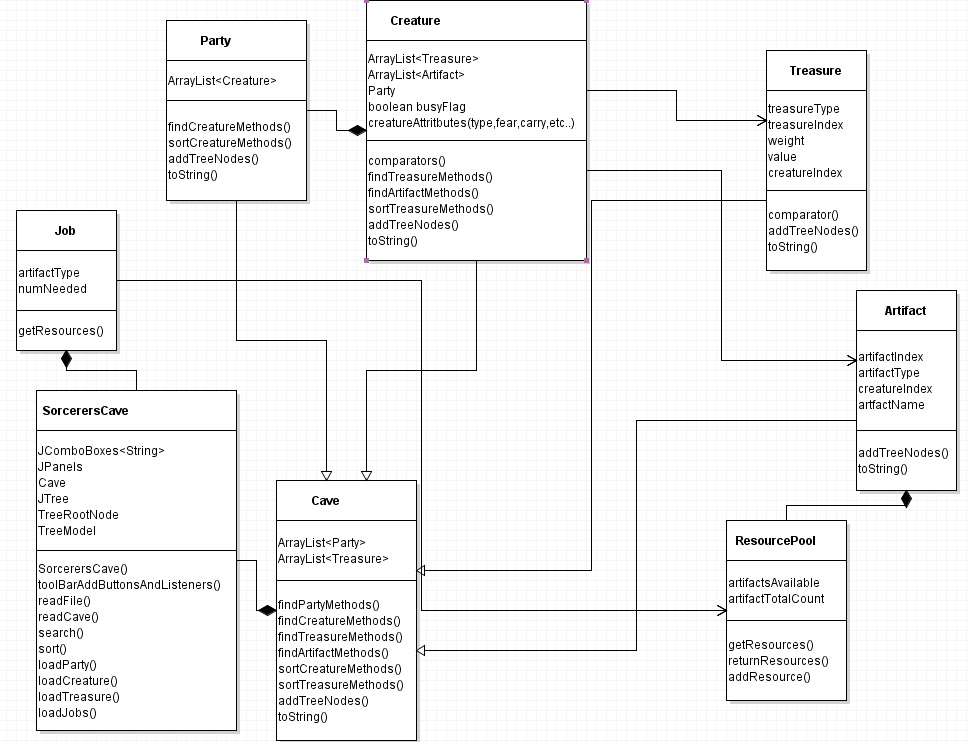 Party
ArrayList<Creature>
findCreatureMethods()
sortCreatureMethods()
addTreeNodes()
toString()
Creature
ArrayList<Treasure>
ArrayList<Artifact>
Party
boolean busyFlag
creatureAttritbutes(type,fear,carry,etc..)
comparators()
findTreasureMethods()
findArtifactMethods()
sortTreasureMethods()
addTreeNodes()
toString()
Treasure
treasureType
treasureIndex
weight
value
creatureIndex
comparator()
addTreeNodes()
toString()
Job
artifactType
numNeeded
getResources()
Artifact
artifactIndex
artifactType
creatureIndex
artfactName
addTreeNodes()
toString()
SorcerersCave
JComboBoxes<String>
JPanels
Cave
JTree
TreeRootNode
TreeModel
SorcerersCave()
toolBarAddButtonsAndListeners()
readFile()
readCave()
search()
sort()
loadParty()
loadCreature()
loadTreasure()
loadJobs()
Cave
ArrayList<Party>
ArrayList<Treasure>
findPartyMethods()
findCreatureMethods()
findTreasureMethods()
findArtifactMethods()
sortCreatureMethods()
sortTreasureMethods()
addTreeNodes()
toString()
ResourcePool
artifactsAvailable
artifactTotalCount
getResources()
returnResources()
addResource()